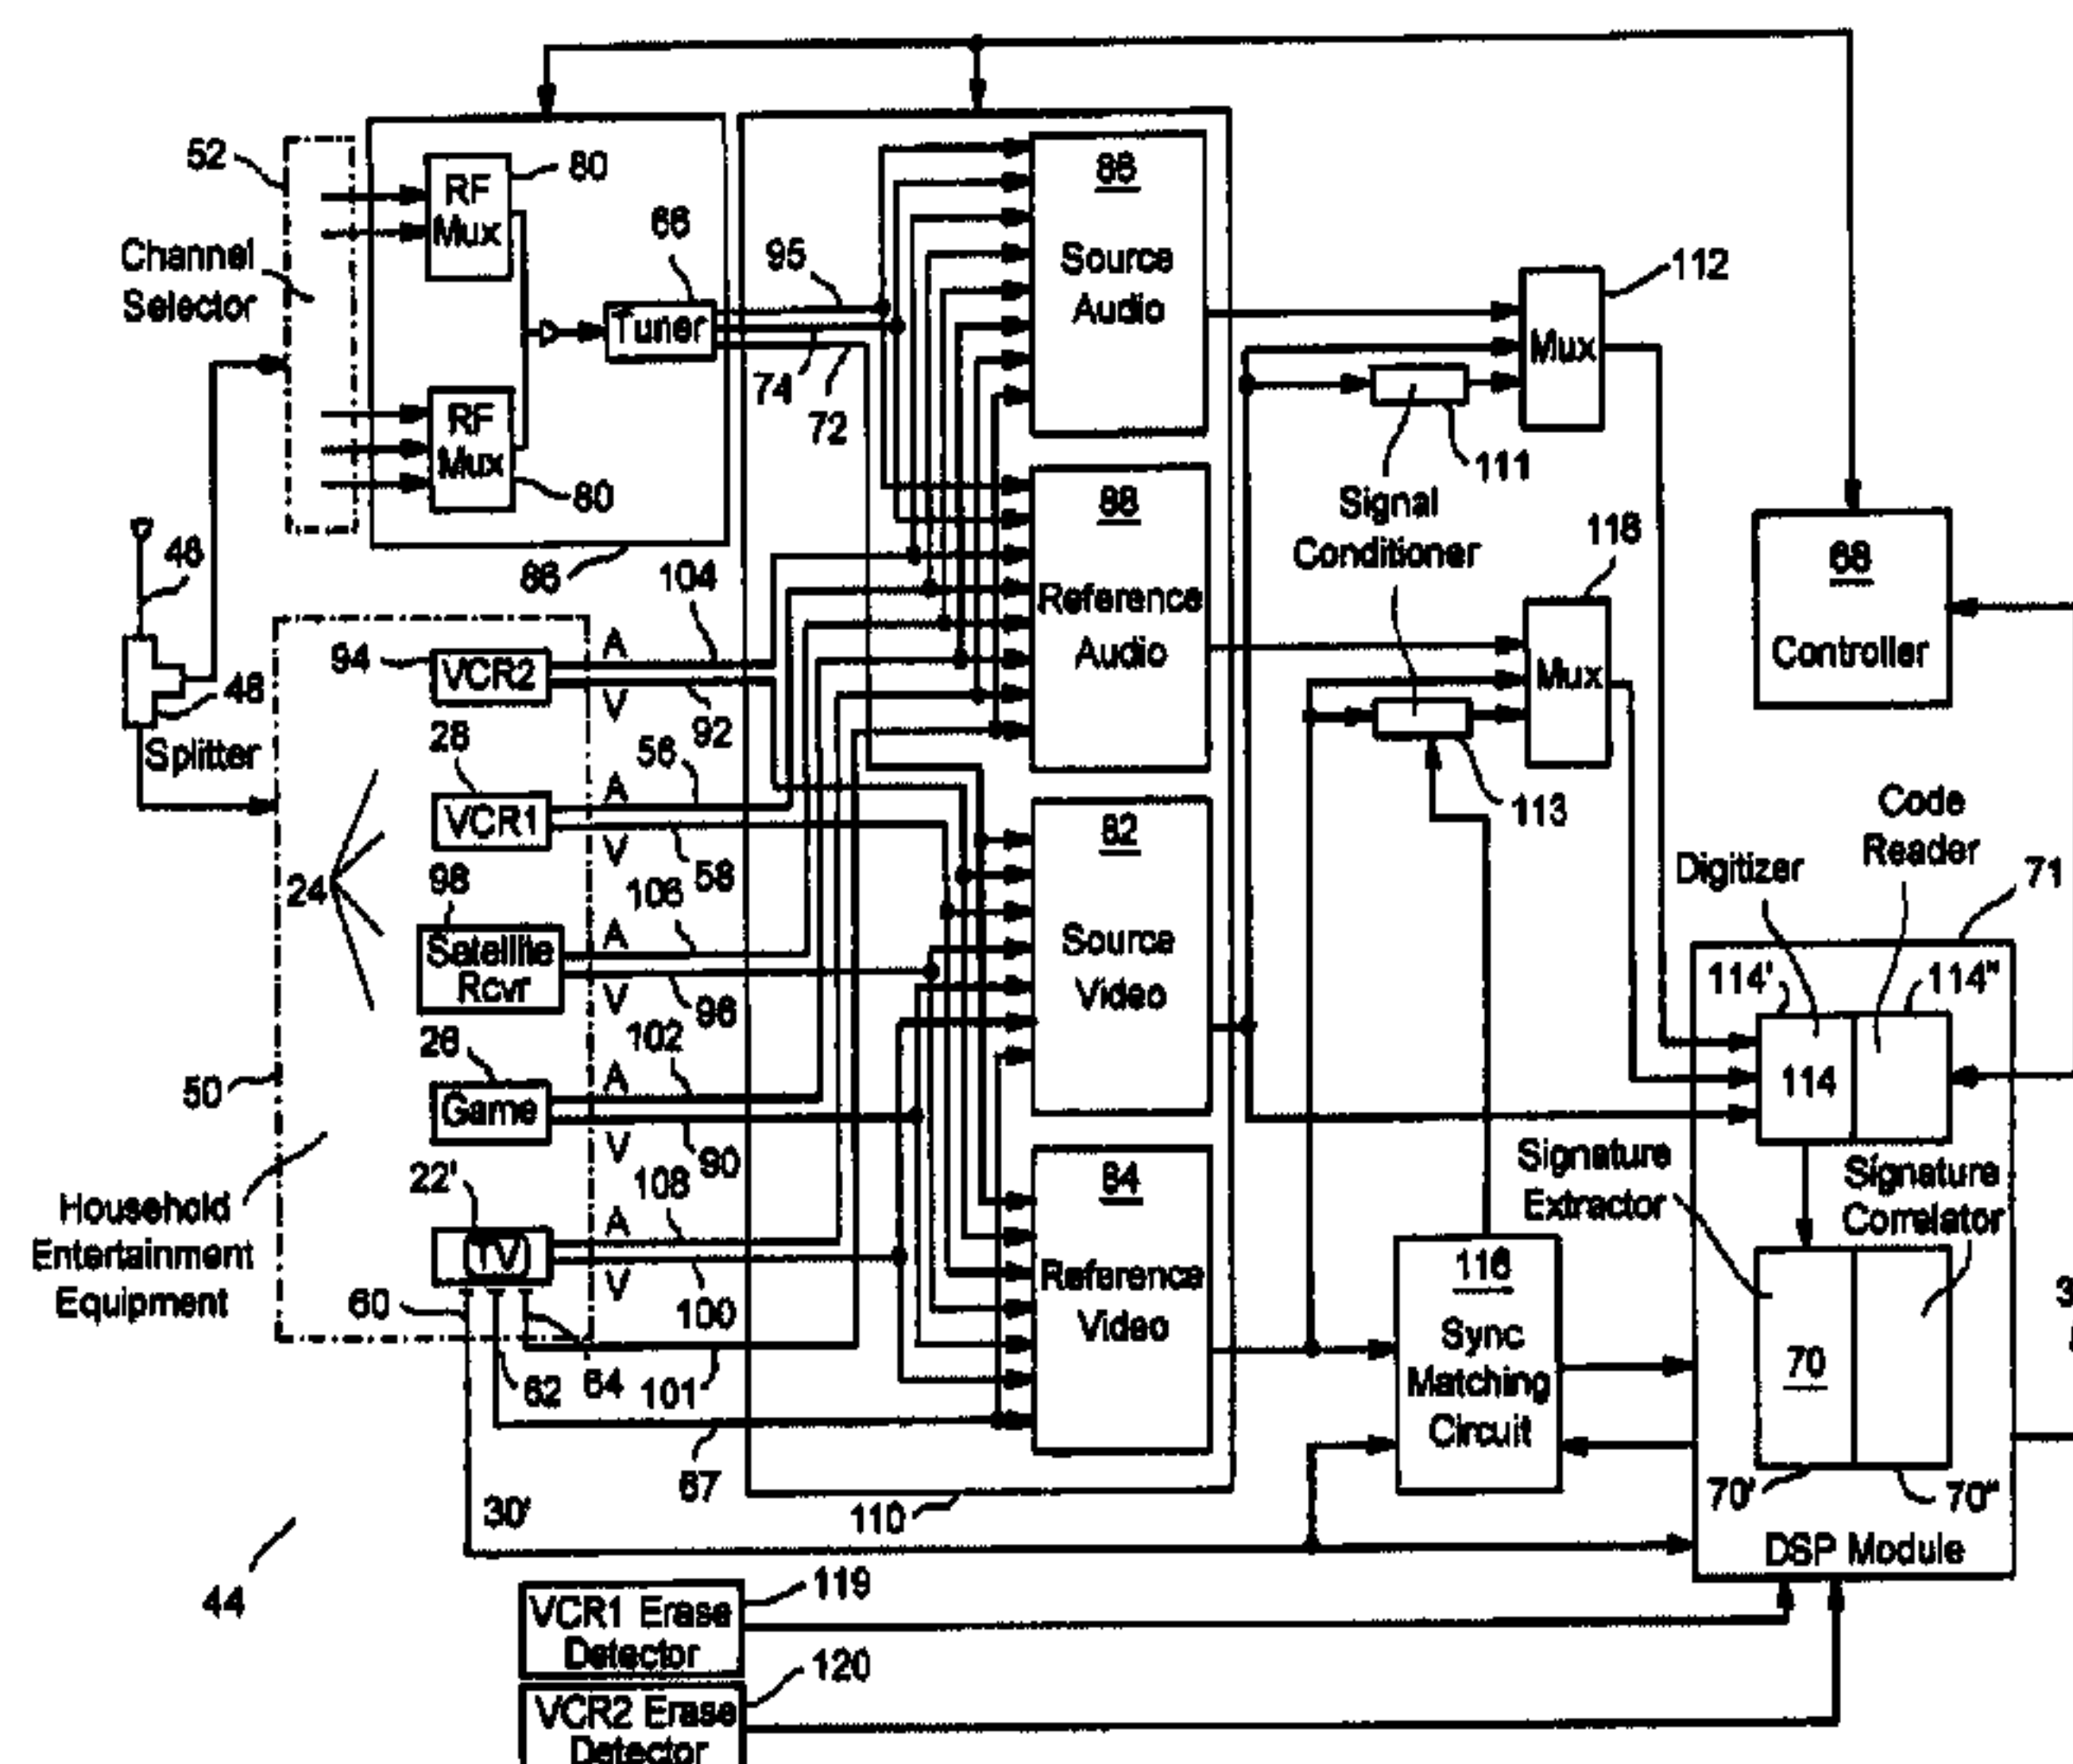 52
Channel
Selector
RF
Mux
80
RF
Mux
80
66
Tuner
95
74
72
86
48
48
Splitter
88
Source
Audio
88
Reference
Audio
82
Source
Video
84
Reference
Video
112
Mux
111
Signal
Conditioner
118
Mux
113
68
Controller
Code
Reader
Digitizer
71
114'
114"
114
Signature
Extractor
Signature
Correlator
70
70'
70"
DSP Module
116
Sync
Matching
Circuit
94
VCR2
A
104
V
92
28
VCR1
A
56
V
58
24
98
Satellite
Rcvr
A
106
V
96
26
Game
A
102
V
90
50
22'
TV
A
108
V
100
Household
Entertainment
Equipment
60
62
64
101
67
30'
110
44
VCR1 Erase
Detector
119
VCR2 Erase
Detector
120